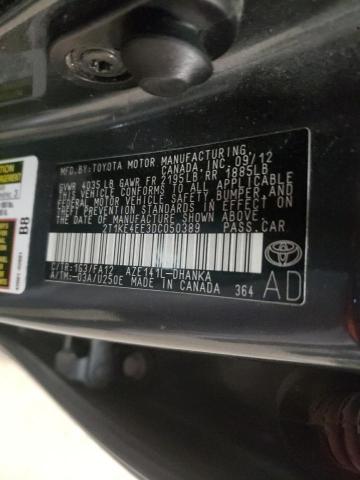 MFD.BY:TOYOTA MOTOR MANUFACTURING
CANADA, INC. 09/12
GVWR 4035LB GAWR FR 2195LB RR 1885LB
THIS VEHICLE CONFORMS TO ALL APPLICABLE
FEDERAL MOTOR VEHICLE SAFETY, BUMPER, AND
THEFT PREVENTION STANDARDS IN EFFECT ON
THE DATE OF MANUFACTURE SHOWN ABOVE.
2T1KE4EE3DC050389 PASS.CAR
C/TR:1G3/FA12 AZE141L-DHANKA
A/TM:-03A/U250E MADE IN CANADA 364
AD
TOYOTA
B8